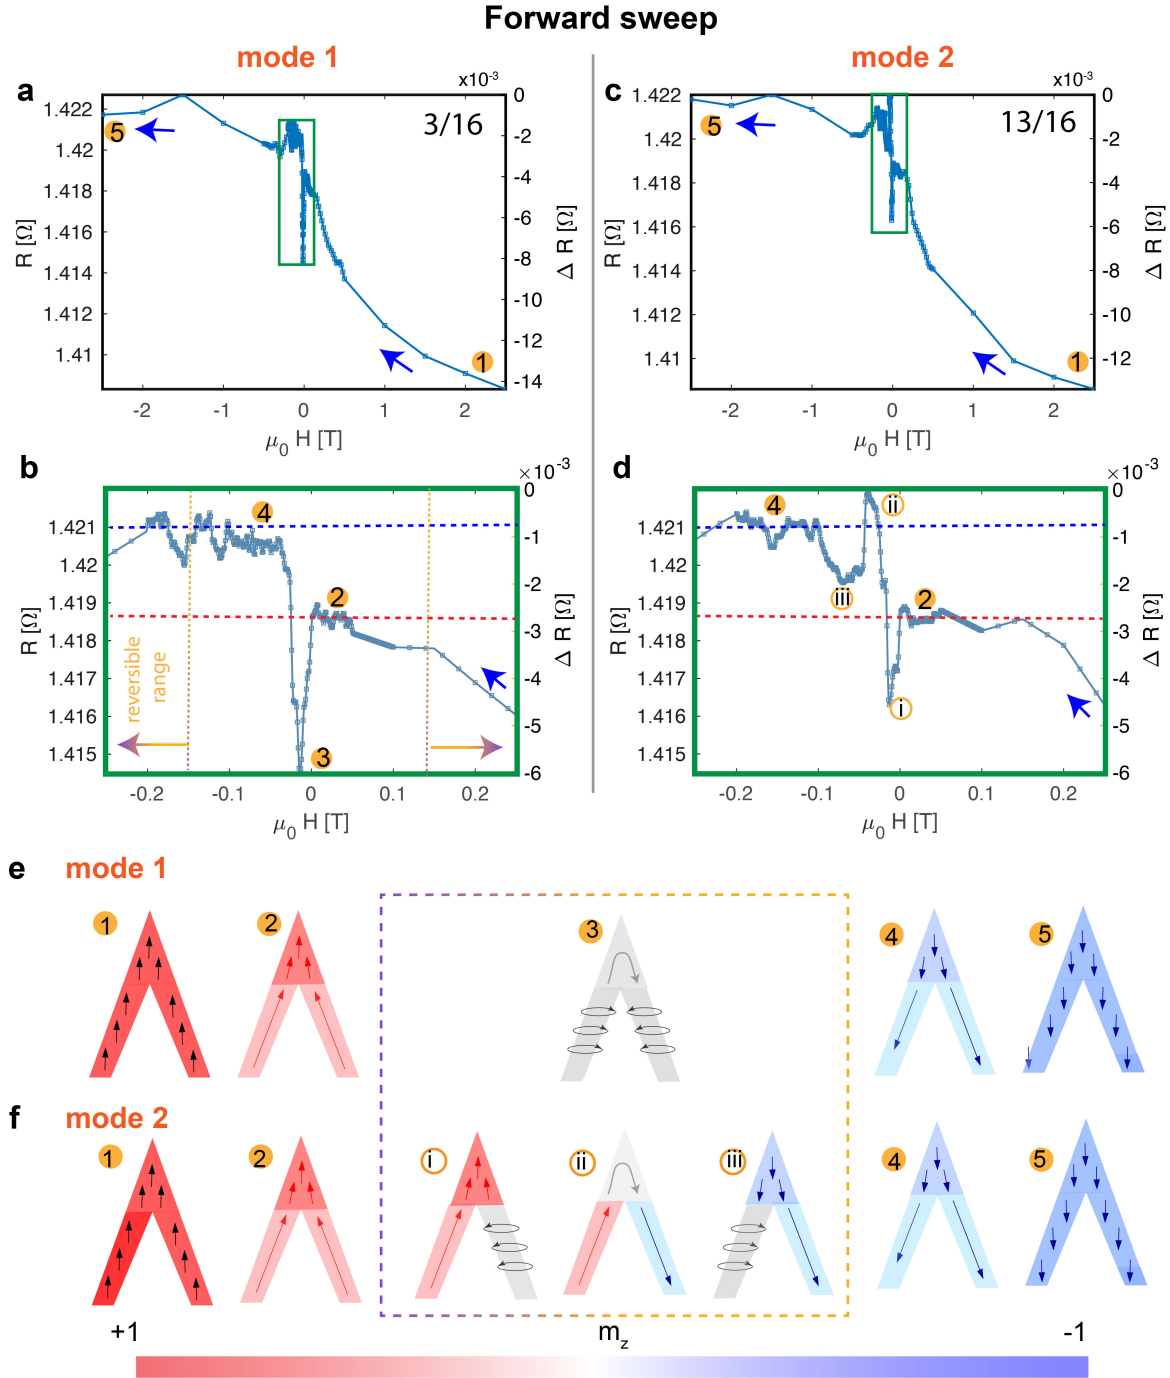 Forward sweep
mode 1
mode 2
a
x10⁻³
1.422
1.42
1.418
1.416
1.414
1.412
1.41
R [Ω]
3/16
5
1
0
-2
-4
-6
-8
-10
-12
-14
Δ R [Ω]
-2 -1 0 1 2
μ₀ H [T]
c
x10⁻³
1.422
1.42
1.418
1.416
1.414
1.412
1.41
R [Ω]
13/16
5
1
0
-2
-4
-6
-8
-10
-12
Δ R [Ω]
-2 -1 0 1 2
μ₀ H [T]
b
×10⁻³
1.421
1.42
1.419
1.418
1.417
1.416
1.415
R [Ω]
4
2
3
reversible
range
0
-1
-2
-3
-4
-5
-6
Δ R [Ω]
-0.2 -0.1 0 0.1 0.2
μ₀ H [T]
d
×10⁻³
1.421
1.42
1.419
1.418
1.417
1.416
1.415
R [Ω]
4
ii
iii
2
i
0
-1
-2
-3
-4
-5
-6
Δ R [Ω]
-0.2 -0.1 0 0.1 0.2
μ₀ H [T]
e
mode 1
1 2 3 4 5
f
mode 2
1 2 i ii iii 4 5
+1 m_z -1